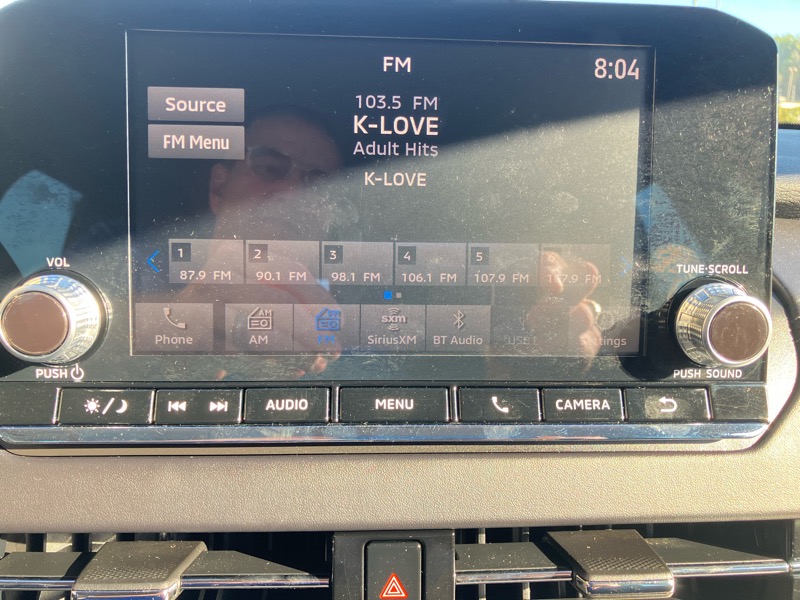 FM
8:04
Source
FM Menu
103.5 FM
K-LOVE
Adult Hits
K-LOVE
1 2 3 4 5
87.9 FM 90.1 FM 98.1 FM 106.1 FM 107.9 FM
Phone AM SiriusXM BT Audio
AM
sxm
VOL
PUSH
TUNE·SCROLL
PUSH SOUND
AUDIO MENU CAMERA